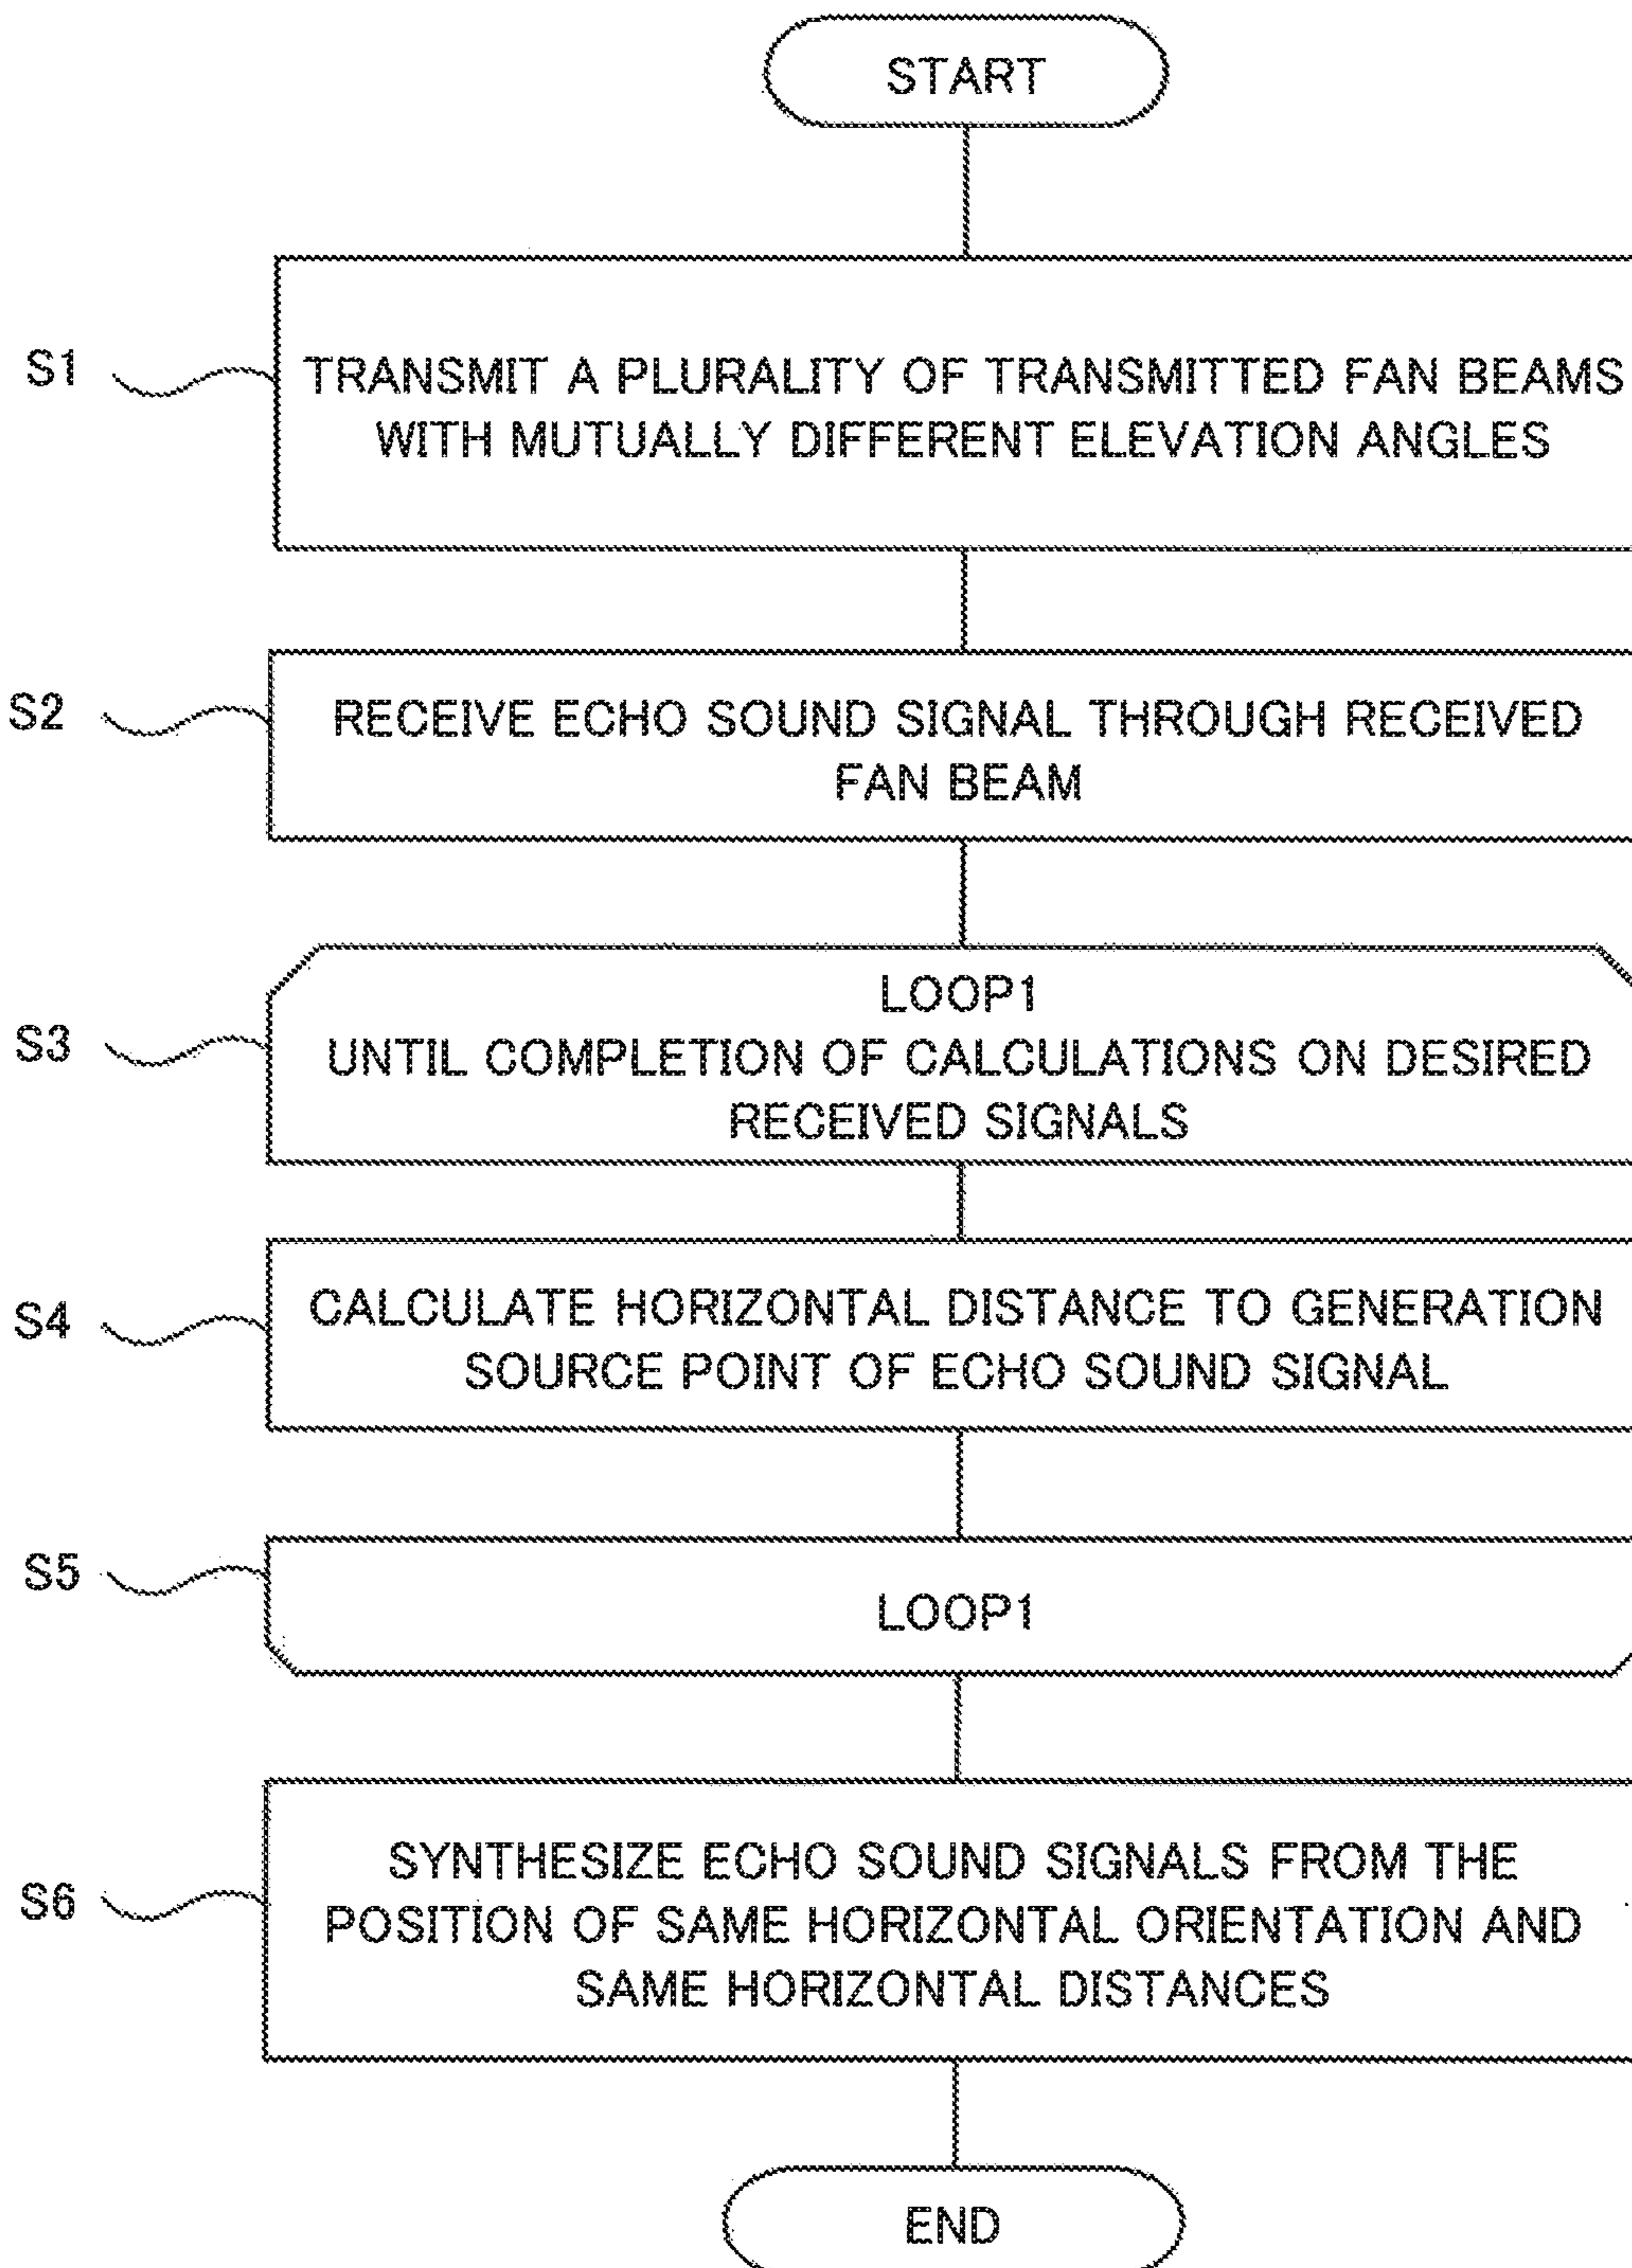 START
S1
TRANSMIT A PLURALITY OF TRANSMITTED FAN BEAMS
WITH MUTUALLY DIFFERENT ELEVATION ANGLES
S2
RECEIVE ECHO SOUND SIGNAL THROUGH RECEIVED
FAN BEAM
S3
LOOP1
UNTIL COMPLETION OF CALCULATIONS ON DESIRED
RECEIVED SIGNALS
S4
CALCULATE HORIZONTAL DISTANCE TO GENERATION
SOURCE POINT OF ECHO SOUND SIGNAL
S5
LOOP1
S6
SYNTHESIZE ECHO SOUND SIGNALS FROM THE
POSITION OF SAME HORIZONTAL ORIENTATION AND
SAME HORIZONTAL DISTANCES
END